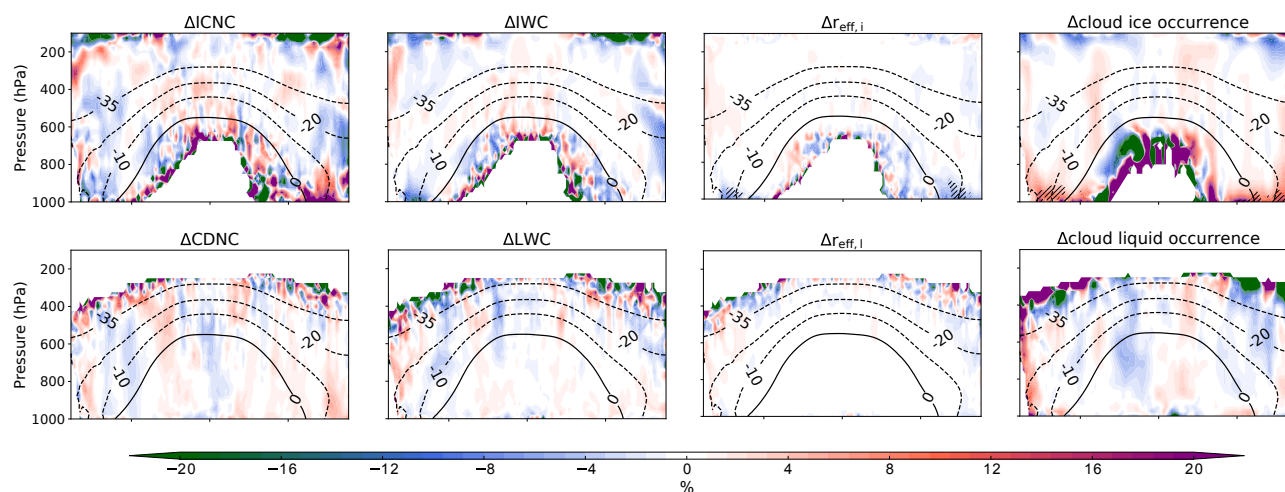 ΔICNC ΔIWC Δr_eff, i Δcloud ice occurrence
Pressure (hPa)
200
400
600
800
1000
-35 -20 -10 0
-35 -20 -10 0
-35 -20 -10 0
-35 -20 -10 0
ΔCDNC ΔLWC Δr_eff, l Δcloud liquid occurrence
Pressure (hPa)
200
400
600
800
1000
-35 -20 -10 0
-35 -20 -10 0
-35 -20 -10 0
35 -20 -10 0
−20 −16 −12 −8 −4 0 4 8 12 16 20
%